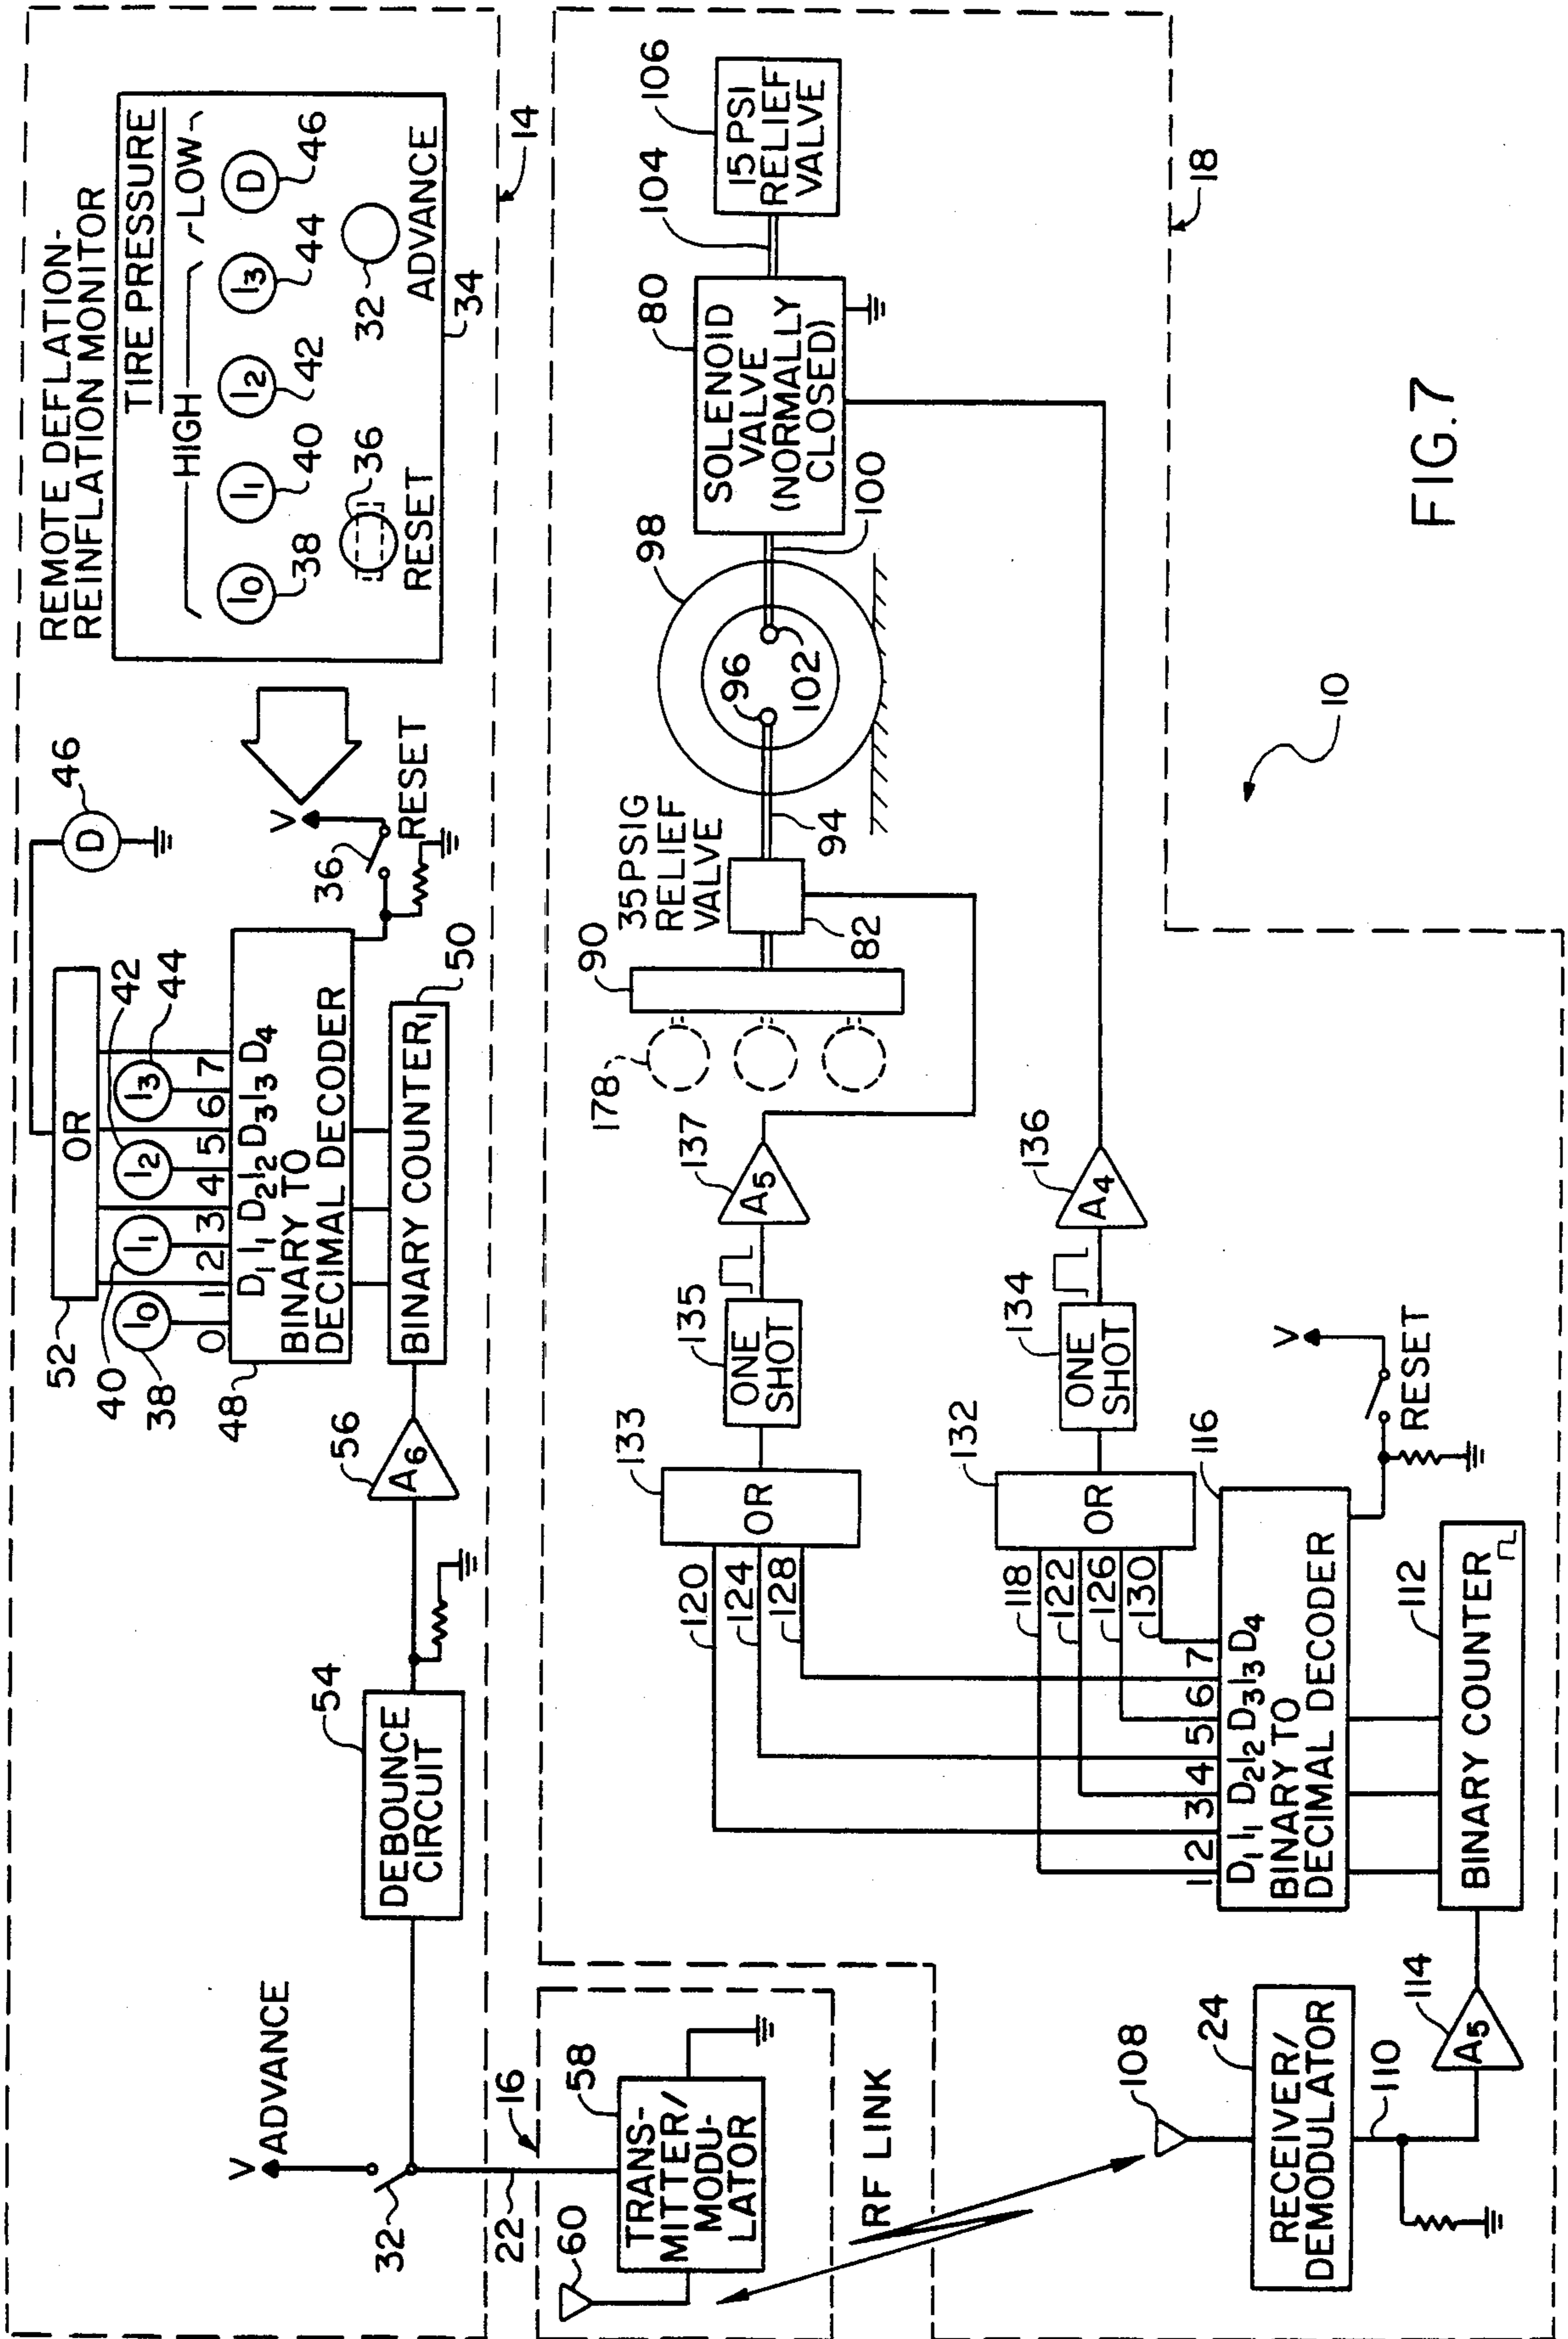 REMOTE DEFLATION-
REINFLATION MONITOR
TIRE PRESSURE
HIGH
LOW
I0
I1
I2
I3
D
38
40
42
44
46
36
RESET
32
ADVANCE
34
14
V
ADVANCE
32
22
DEBOUNCE
CIRCUIT
54
A6
56
52
OR
40
38
48
I0
I1
I2
I3
42
44
46
D
0 1 2 3 4 5 6 7
D1 I1 D2 I2 D3 I3 D4
BINARY TO
DECIMAL DECODER
BINARY COUNTER1
50
V
36
RESET
16
60
58
TRANS-
MITTER/
MODU-
LATOR
RF LINK
108
24
RECEIVER/
DEMODULATOR
110
114
A5
112
BINARY COUNTER
116
1 2 3 4 5 6 7
D1 I1 D2 I2 D3 I3 D4
BINARY TO
DECIMAL DECODER
V
RESET
120
124
128
118
122
126
130
133
OR
132
OR
135
ONE
SHOT
134
ONE
SHOT
137
A5
136
A4
178
90
35PSIG
RELIEF
VALVE
82
94
96
98
102
100
80
SOLENOID
VALVE
(NORMALLY
CLOSED)
104
106
15 PSI
RELIEF
VALVE
18
10
FIG.7